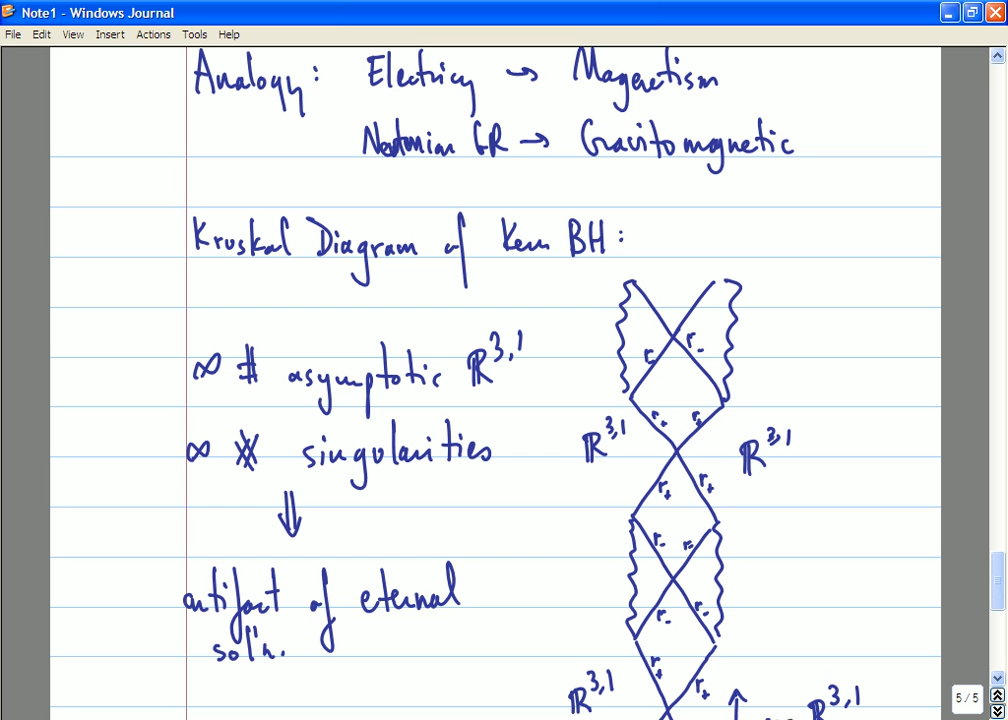 Note1 - Windows Journal
File Edit View Insert Actions Tools Help
Analogy: Electricy → Magnetism
Newtonian GR → Gravitomagnetic
Kruskal Diagram of Kerr BH:
r- r-
∞ # asymptotic ℝ^3,1
r+ r+
ℝ^3,1 ℝ^3,1
∞ # singularities
r+ r+
⇓
r- r-
artifact of eternal
r- r-
sol'n.
r+ r+
ℝ^3,1 ℝ^3,1
5/5